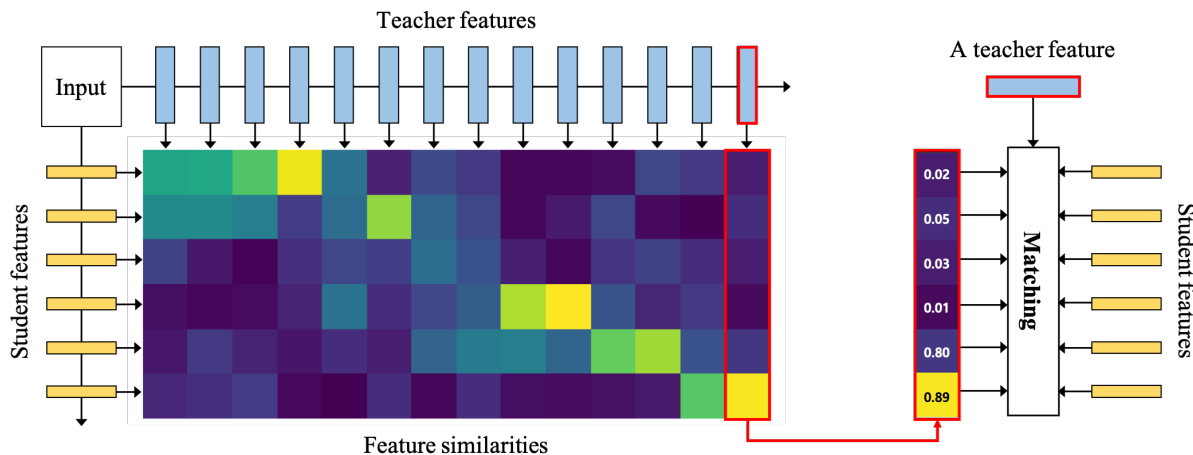 Teacher features
Input
Student features
Feature similarities
A teacher feature
0.02
0.05
0.03
0.01
0.80
0.89
Matching
Student features